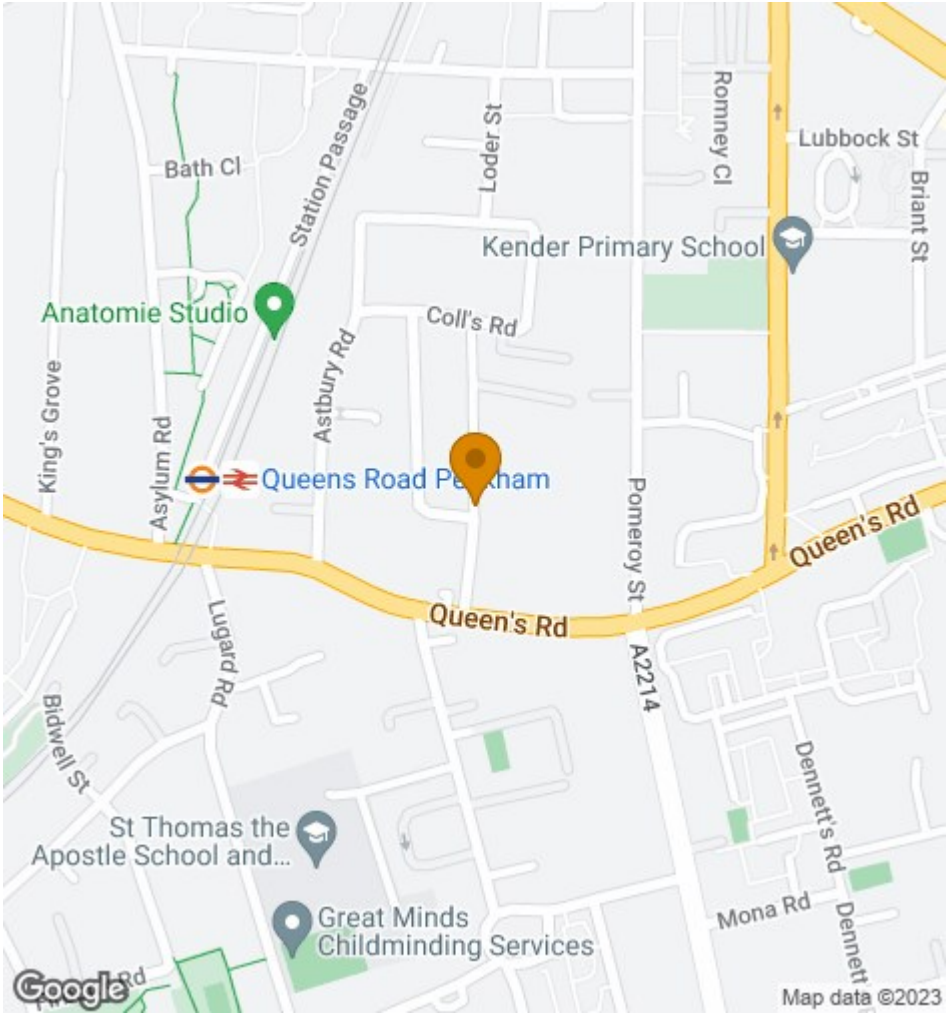 Romney Cl
Loder St
Station Passage
Lubbock St
Bath Cl
Briant St
Kender Primary School
Anatomie Studio
Coll's Rd
Astbury Rd
King's Grove
Asylum Rd
Queens Road Peckham
Pomeroy St
Queen's Rd
Queen's Rd
Lugard Rd
A2214
Bidwell St
Dennett's Rd
St Thomas the
Apostle School and...
Mona Rd
Great Minds
Childminding Services
Dennett
Rd
Google
Map data ©2023